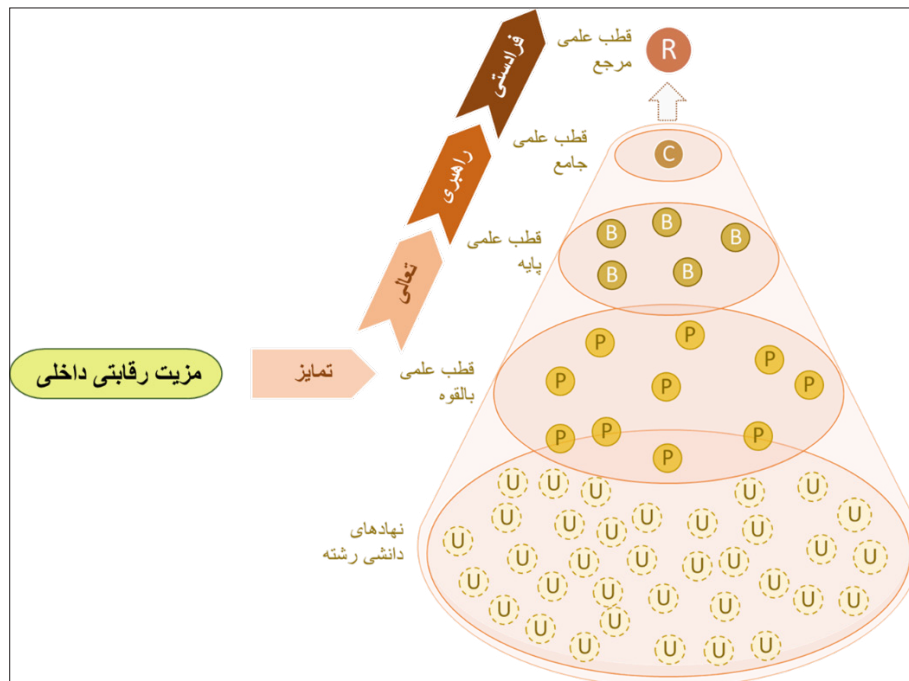 قطب علمی
مرجع
R
فرادستی
قطب علمی
جامع
C
راهبری
قطب علمی
پایه
B B B
B B
تعالی
مزیت رقابتی داخلی
تمایز
قطب علمی
بالقوه
P P P
P P P
P P P P
نهادهای
دانشی رشته
U U U U U
U U U U U U U
U U U U U U U U
U U U U U U U U
U U U U U U